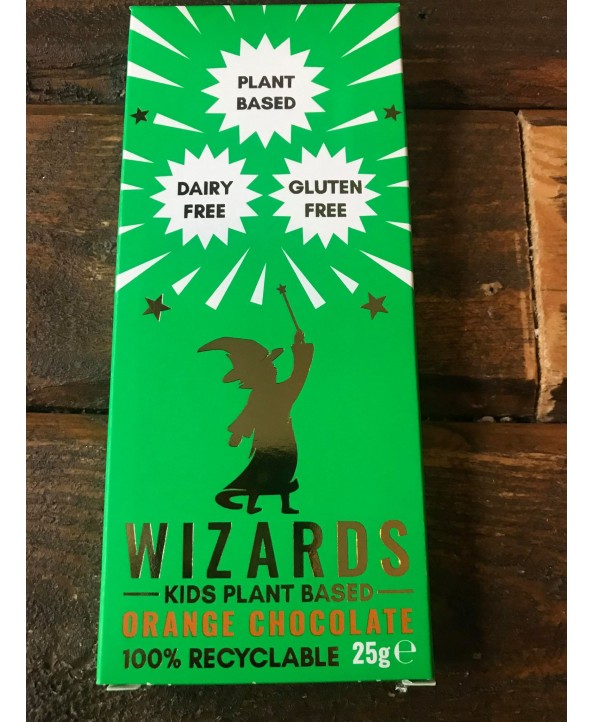 PLANT
BASED
DAIRY
FREE
GLUTEN
FREE
WIZARDS
KIDS PLANT BASED
ORANGE CHOCOLATE
100% RECYCLABLE 25g ℮